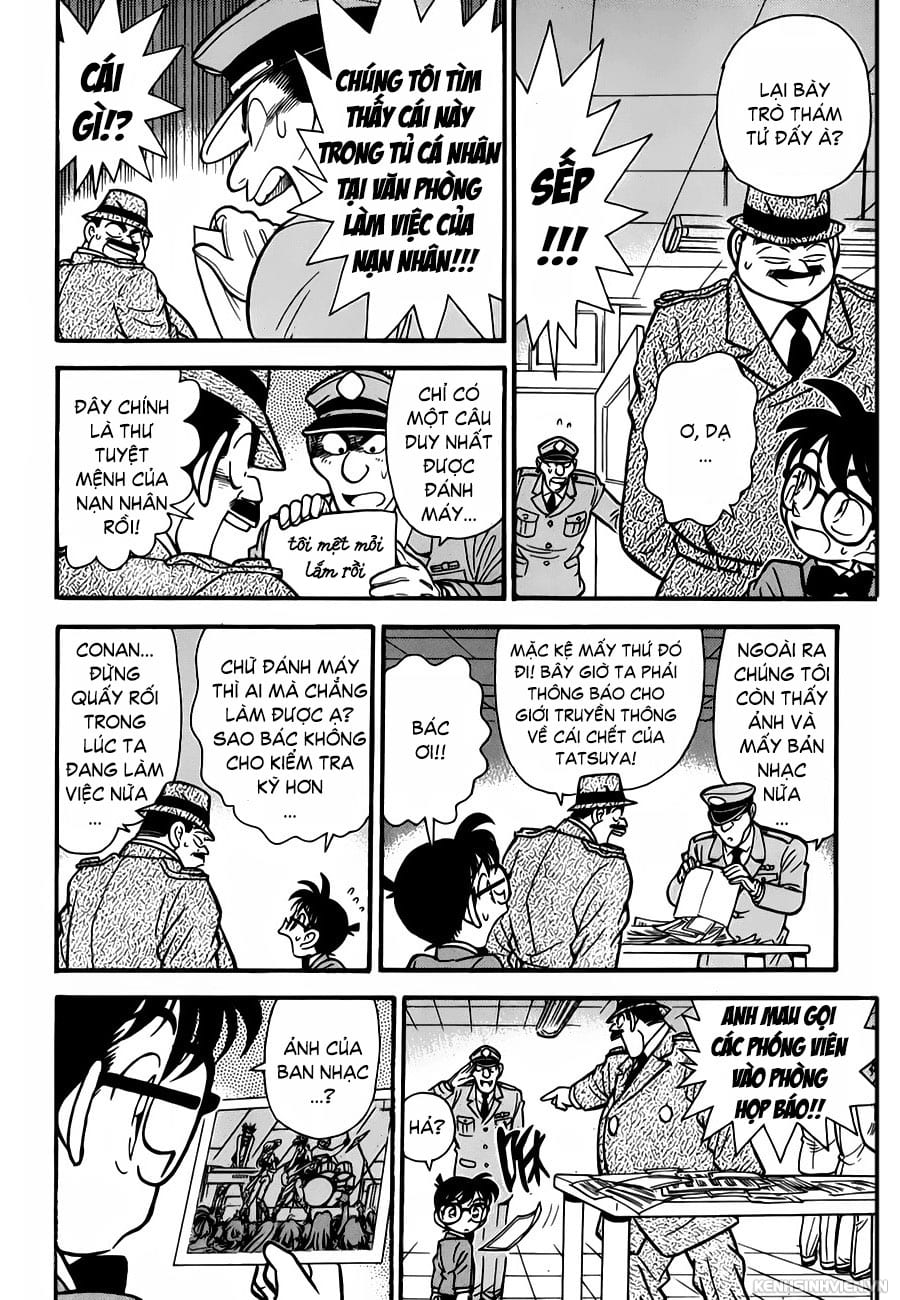 LẠI BÀY
TRÒ THÁM
TỬ ĐẤY À?
Ơ, DẠ
...
SẾP
!!!
CHÚNG TÔI TÌM
THẤY CÁI NÀY
TRONG TỦ CÁ NHÂN
TẠI VĂN PHÒNG
LÀM VIỆC CỦA
NẠN NHÂN!!!
CÁI
GÌ!?
CHỈ CÓ
MỘT CÂU
DUY NHẤT
ĐƯỢC
ĐÁNH
MÁY...
tôi mệt mỏi
lắm rồi
ĐÂY CHÍNH
LÀ THƯ
TUYỆT
MỆNH CỦA
NẠN NHÂN
RỒI!
NGOÀI RA
CHÚNG TÔI
CÒN THẤY
ẢNH VÀ
MẤY BẢN
NHẠC
NỮA
...
MẶC KỆ MẤY THỨ ĐÓ
ĐI! BÂY GIỜ TA PHẢI
THÔNG BÁO CHO
GIỚI TRUYỀN THÔNG
VỀ CÁI CHẾT CỦA
TATSUYA!
BÁC
ƠI!!
CHỮ ĐÁNH MÁY
THÌ AI MÀ CHẲNG
LÀM ĐƯỢC Ạ?
SAO BÁC KHÔNG
CHO KIỂM TRA
KỸ HƠN
...
CONAN...
ĐỪNG
QUẤY RỐI
TRONG
LÚC TA
ĐANG LÀM
VIỆC NỮA
...
ANH MAU GỌI
CÁC PHÓNG VIÊN
VÀO PHÒNG
HỌP BÁO!!
HẢ?
ẢNH CỦA
BAN NHẠC
...?
KENHSINHVIEN.VN